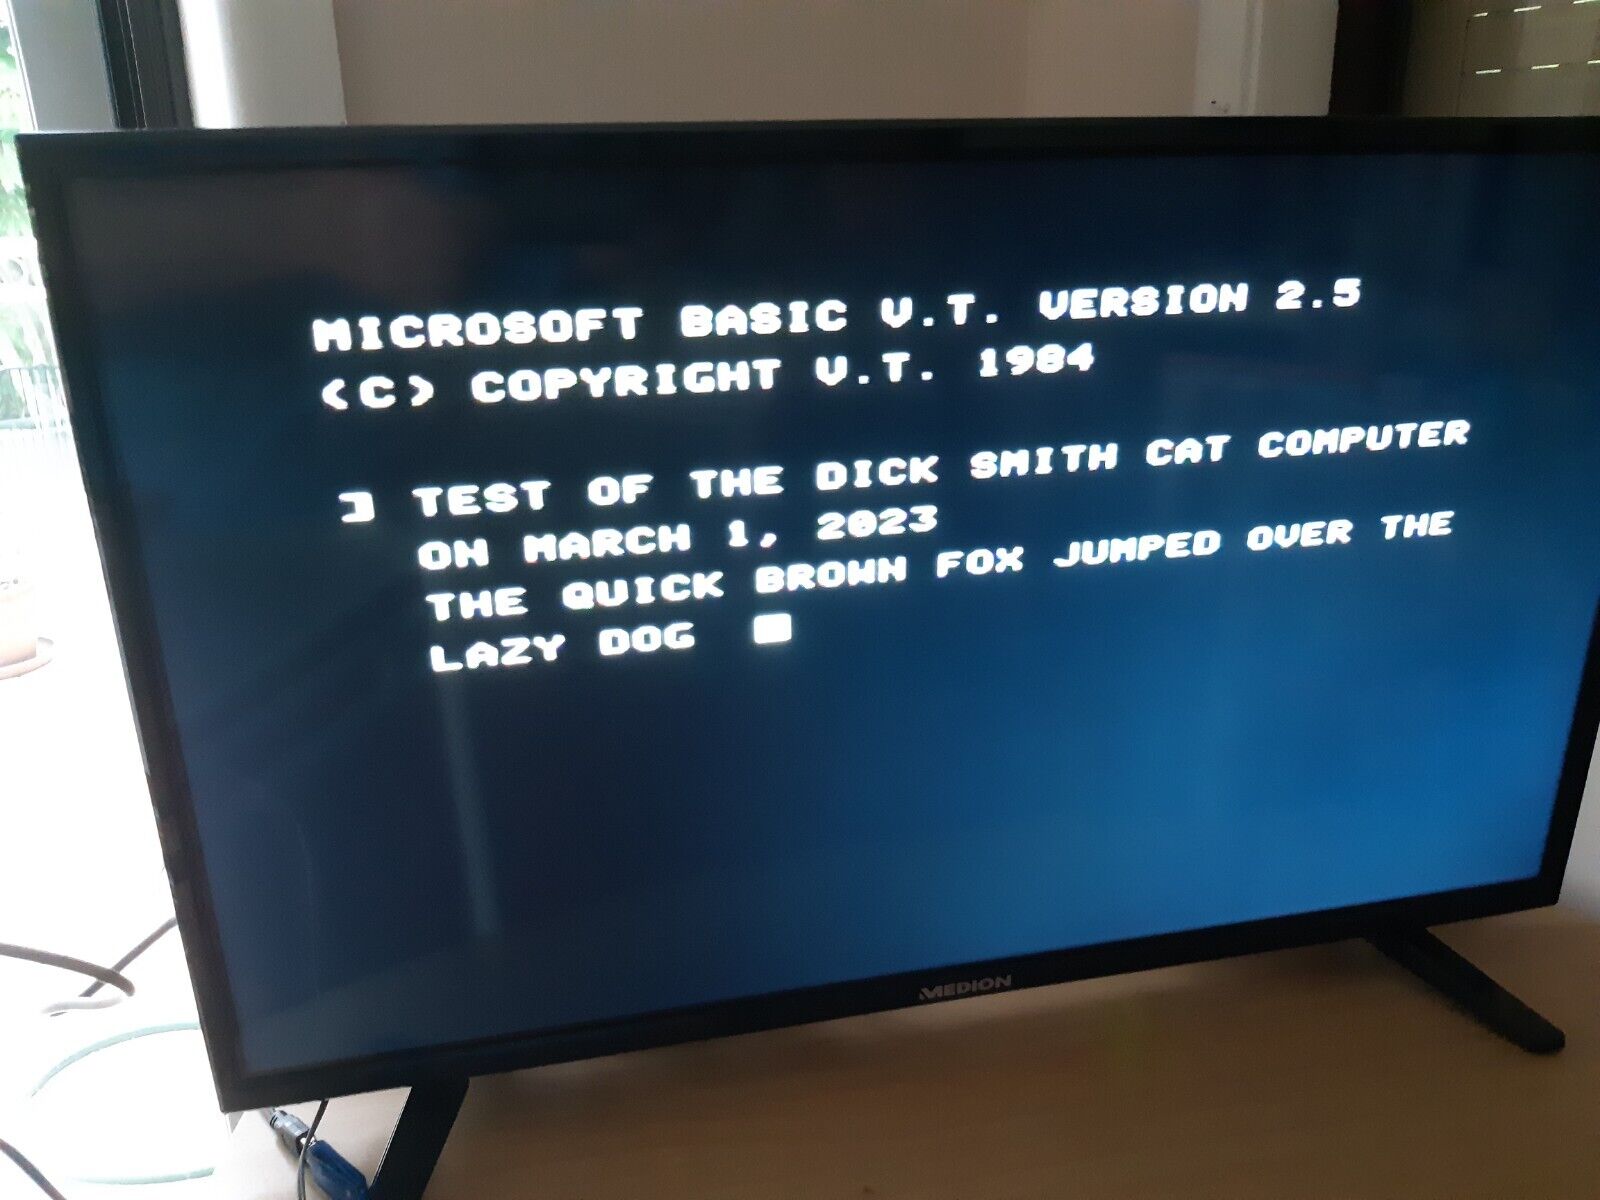 MICROSOFT BASIC V.T. VERSION 2.5
<C> COPYRIGHT V.T. 1984
] TEST OF THE DICK SMITH CAT COMPUTER
ON MARCH 1, 2023
THE QUICK BROWN FOX JUMPED OVER THE
LAZY DOG
MEDION